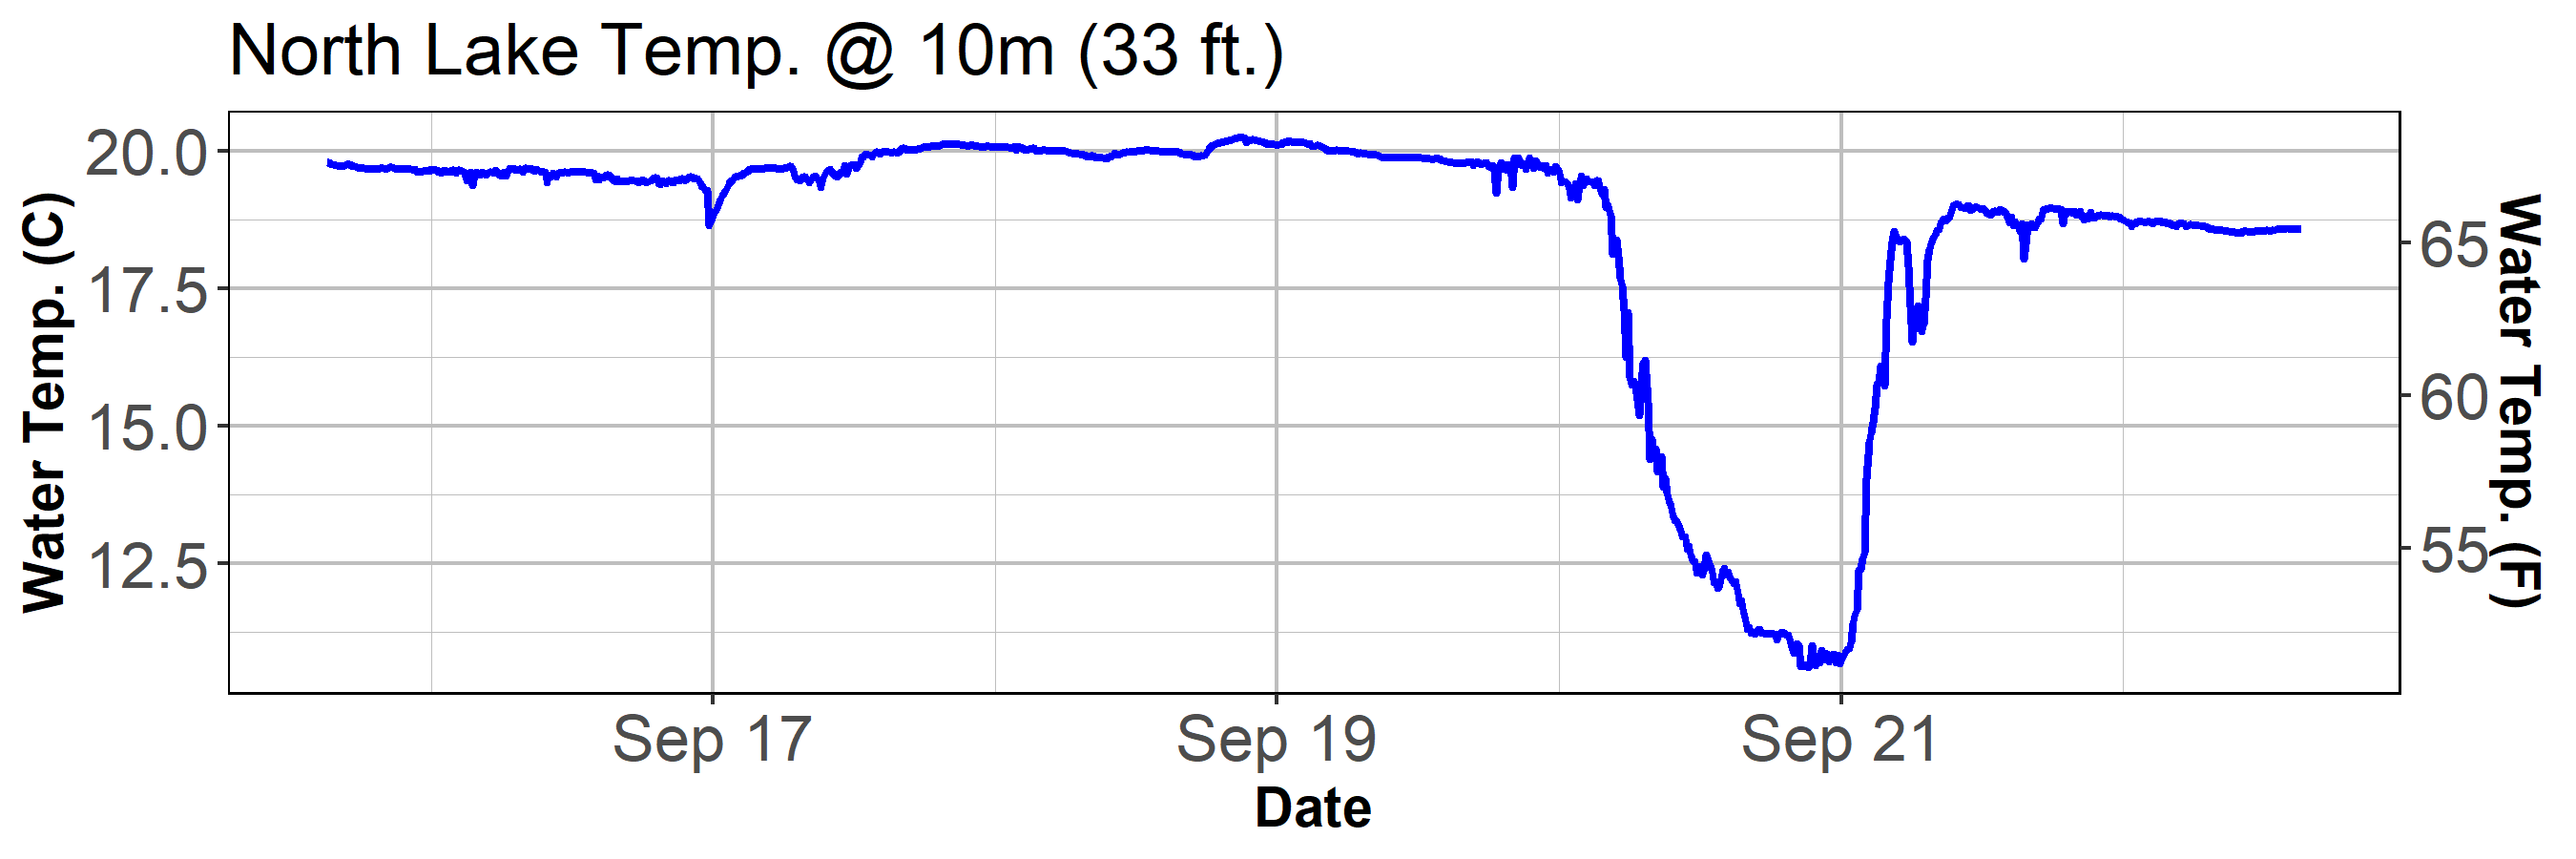 North Lake Temp. @ 10m (33 ft.)
Water Temp. (C)
20.0
17.5
15.0
12.5
65
60
55
Water Temp. (F)
Sep 17 Sep 19 Sep 21
Date